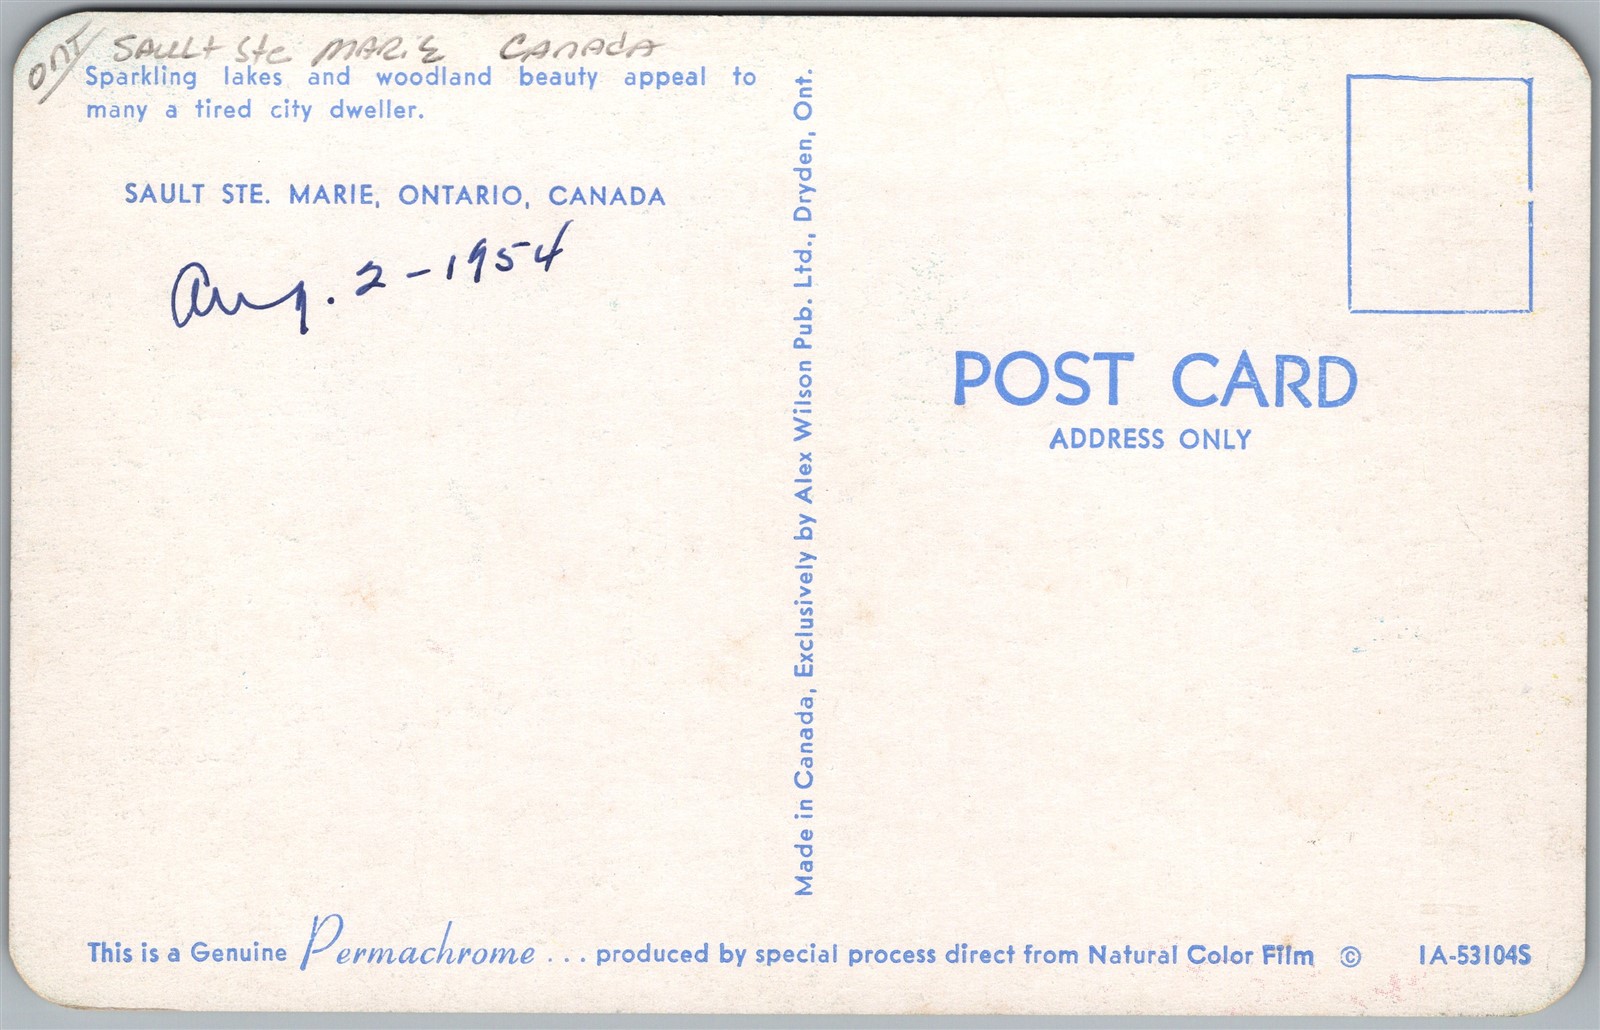 Ont
Sault Ste Marie Canada
Sparkling lakes and woodland beauty appeal to
many a tired city dweller.
SAULT STE. MARIE, ONTARIO, CANADA
Aug. 2-1954
Made in Canada, Exclusively by Alex Wilson Pub. Ltd., Dryden, Ont.
POST CARD
ADDRESS ONLY
This is a Genuine Permachrome ... produced by special process direct from Natural Color Film © 1A-53104S